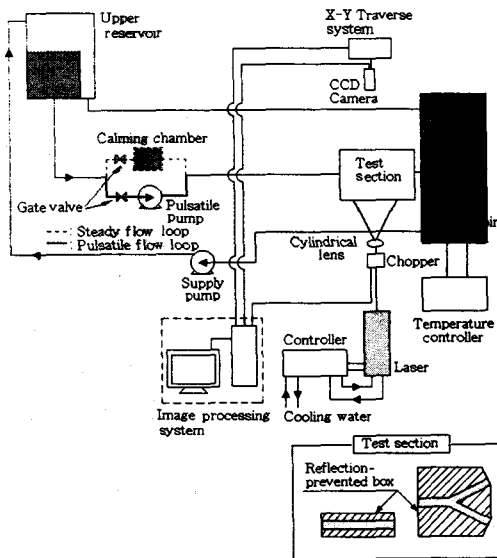 Upper
reservoir
X-Y Traverse
system
CCD
Camera
Calming chamber
Test
section
Gate valve
Pulsatile
pump
---- : Steady flow loop
— : Pulsatile flow loop
Cylindrical
lens
Chopper
Supply
pump
Temperature
controller
Controller
Laser
Image processing
system
Cooling water
Test section
Reflection-
prevented box